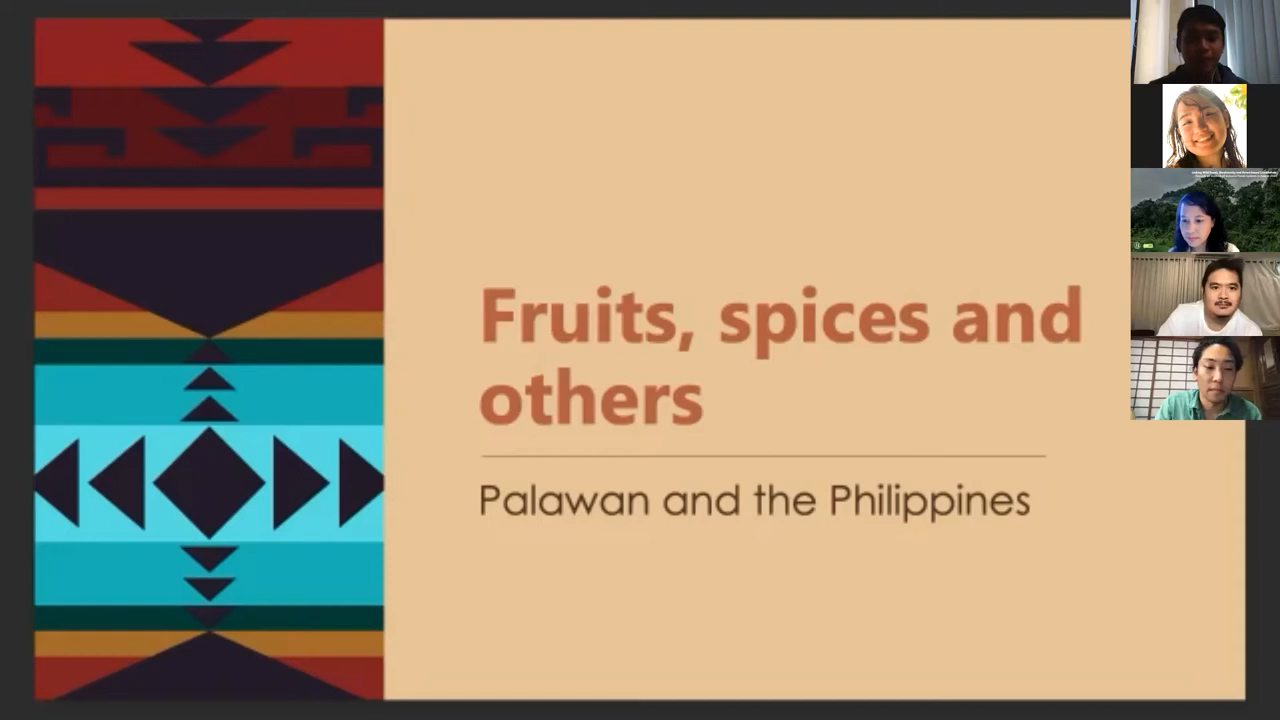 Fruits, spices and
others
Palawan and the Philippines